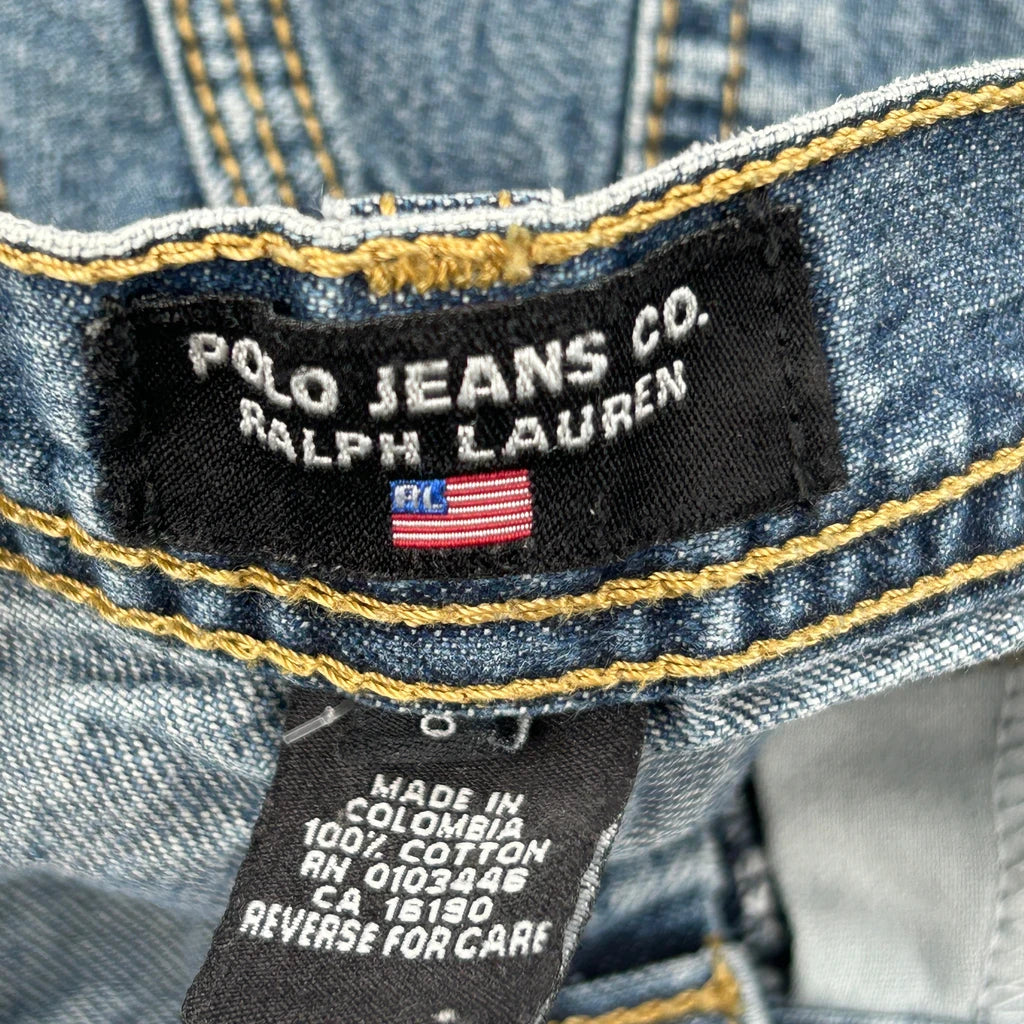 POLO JEANS CO.
RALPH LAUREN
RL
MADE IN
COLOMBIA
100% COTTON
RN 0103446
CA 16190
REVERSE FOR CARE